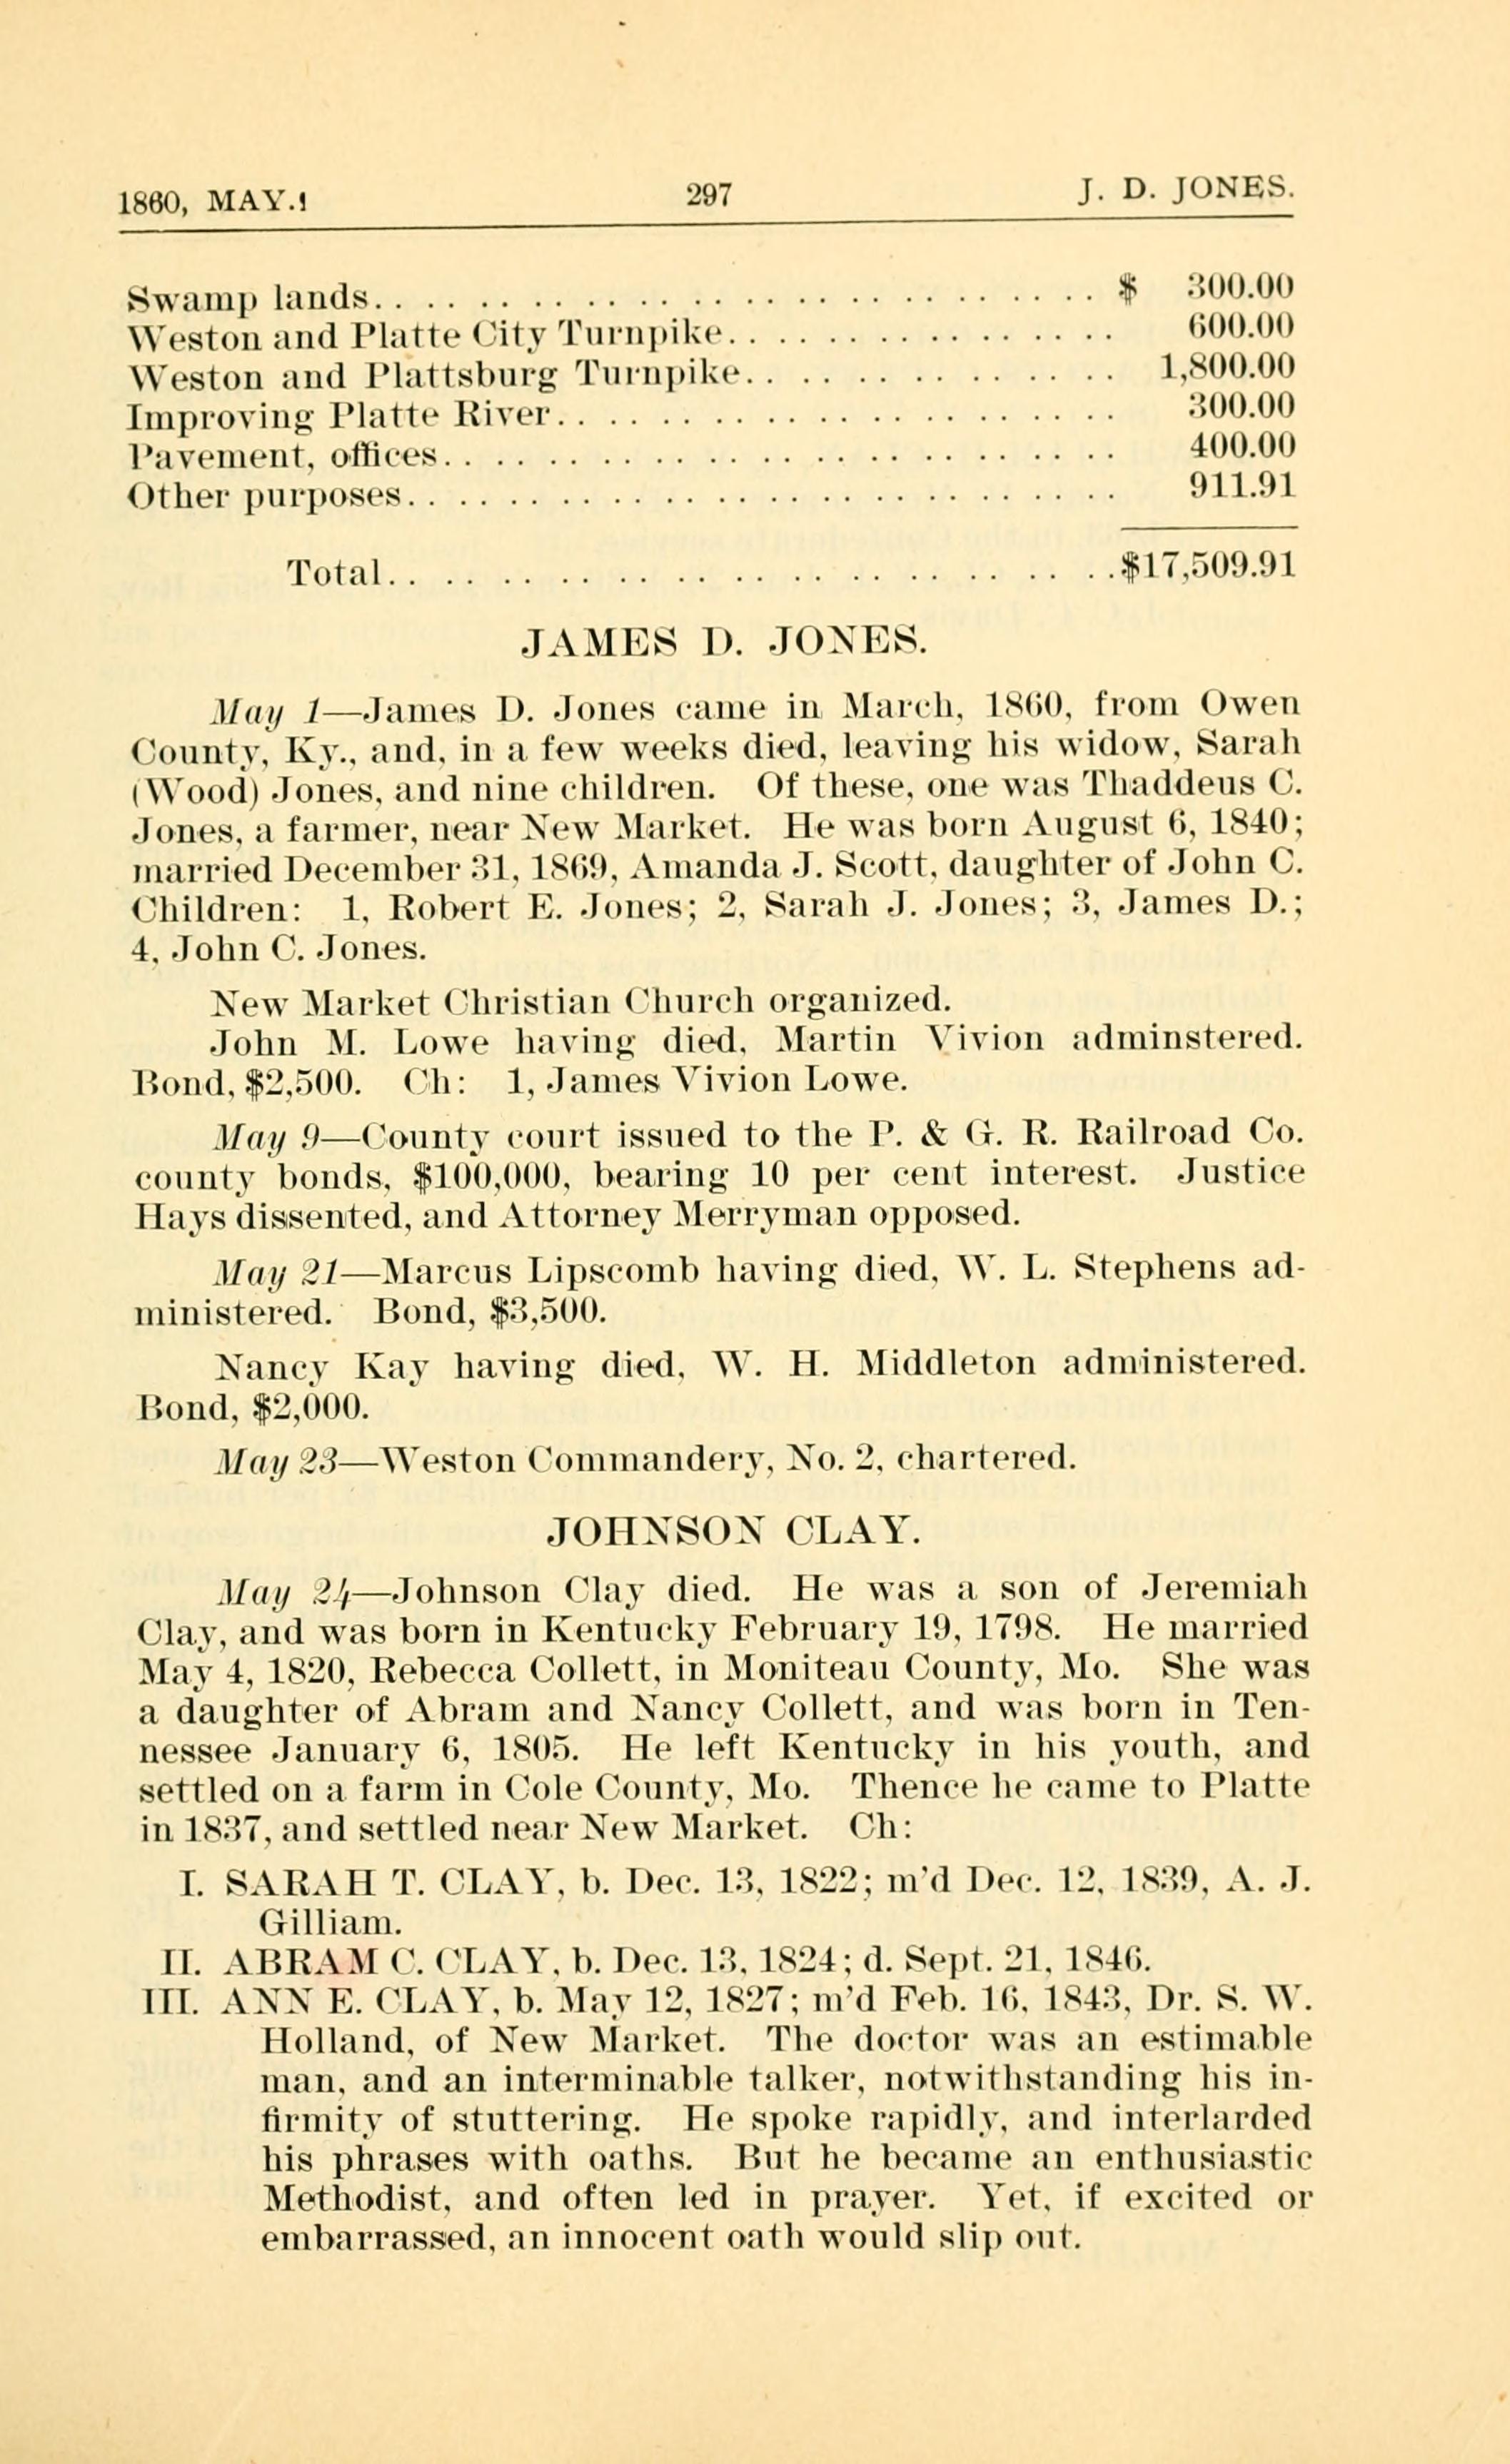 1860, MAY.1 297 J. D. JONES.
Swamp lands. . . . . . . . . . . . . . . . . . . . . . . . . . . . . $ 300.00
Weston and Platte City Turnpike. . . . . . . . . . . . . . . . 600.00
Weston and Plattsburg Turnpike. . . . . . . . . . . . . . . 1,800.00
Improving Platte River. . . . . . . . . . . . . . . . . . . . . . 300.00
Pavement, offices. . . . . . . . . . . . . . . . . . . . . . . . . . 400.00
Other purposes. . . . . . . . . . . . . . . . . . . . . . . . . . . . 911.91
Total. . . . . . . . . . . . . . . . . . . . . . . . . . . .$17,509.91
JAMES D. JONES.
May 1—James D. Jones came in March, 1860, from Owen
County, Ky., and, in a few weeks died, leaving his widow, Sarah
(Wood) Jones, and nine children. Of these, one was Thaddeus C.
Jones, a farmer, near New Market. He was born August 6, 1840;
married December 31, 1869, Amanda J. Scott, daughter of John C.
Children: 1, Robert E. Jones; 2, Sarah J. Jones; 3, James D.;
4, John C. Jones.
New Market Christian Church organized.
John M. Lowe having died, Martin Vivion adminstered.
Bond, $2,500. Ch: 1, James Vivion Lowe.
May 9—County court issued to the P. & G. R. Railroad Co.
county bonds, $100,000, bearing 10 per cent interest. Justice
Hays dissented, and Attorney Merryman opposed.
May 21—Marcus Lipscomb having died, W. L. Stephens ad-
ministered. Bond, $3,500.
Nancy Kay having died, W. H. Middleton administered.
Bond, $2,000.
May 23—Weston Commandery, No. 2, chartered.
JOHNSON CLAY.
May 24—Johnson Clay died. He was a son of Jeremiah
Clay, and was born in Kentucky February 19, 1798. He married
May 4, 1820, Rebecca Collett, in Moniteau County, Mo. She was
a daughter of Abram and Nancy Collett, and was born in Ten-
nessee January 6, 1805. He left Kentucky in his youth, and
settled on a farm in Cole County, Mo. Thence he came to Platte
in 1837, and settled near New Market. Ch:
I. SARAH T. CLAY, b. Dec. 13, 1822; m'd Dec. 12, 1839, A. J.
Gilliam.
II. ABRAM C. CLAY, b. Dec. 13, 1824; d. Sept. 21, 1846.
III. ANN E. CLAY, b. May 12, 1827; m'd Feb. 16, 1843, Dr. S. W.
Holland, of New Market. The doctor was an estimable
man, and an interminable talker, notwithstanding his in-
firmity of stuttering. He spoke rapidly, and interlarded
his phrases with oaths. But he became an enthusiastic
Methodist, and often led in prayer. Yet, if excited or
embarrassed, an innocent oath would slip out.